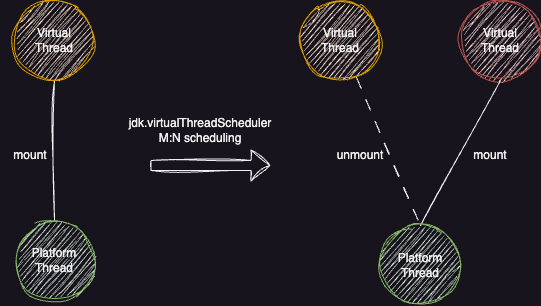 Virtual
Thread
mount
Platform
Thread
jdk.virtualThreadScheduler
M:N scheduling
Virtual
Thread
Virtual
Thread
unmount
mount
Platform
Thread